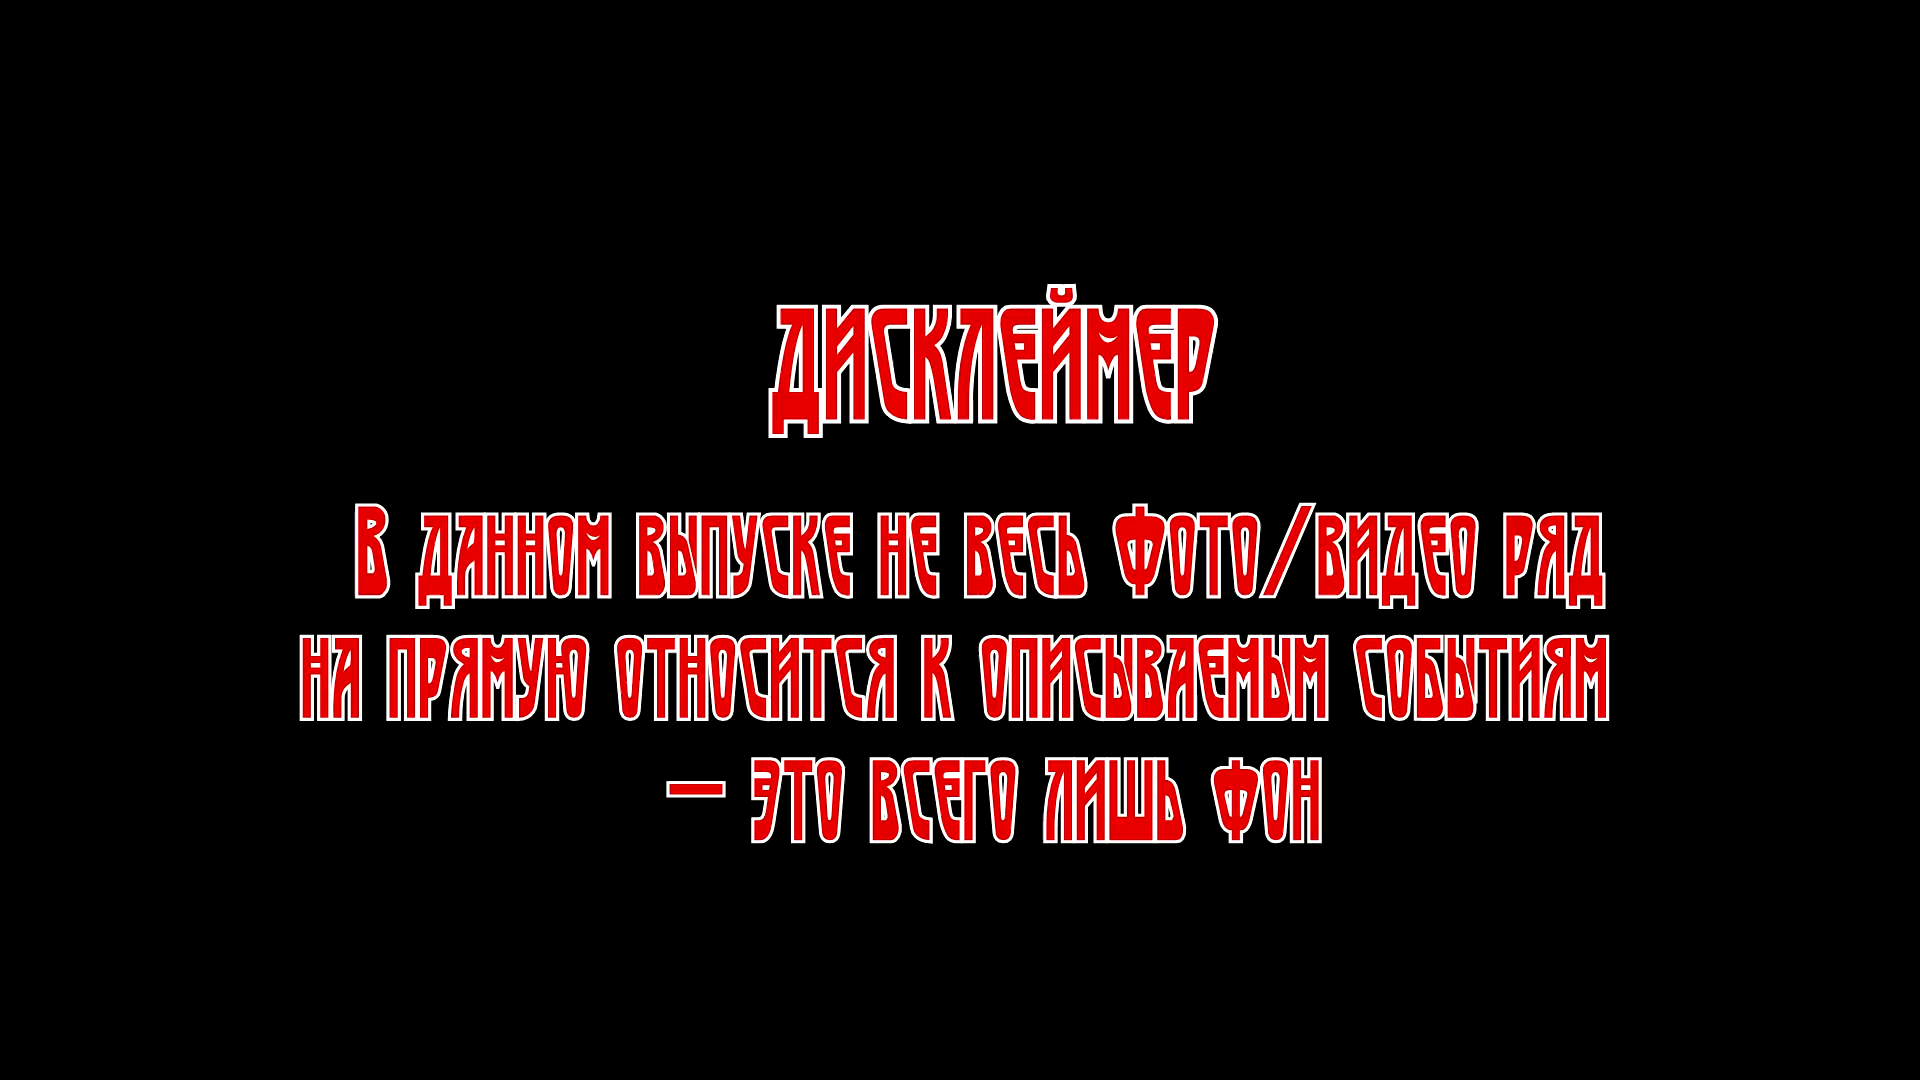 ДИСКЛЕЙМЕР
В ДАННОМ ВЫПУСКЕ НЕ ВЕСЬ ФОТО/ВИДЕО РЯД
НА ПРЯМУЮ ОТНОСИТСЯ К ОПИСЫВАЕМЫМ СОБЫТИЯМ
— ЭТО ВСЕГО ЛИШЬ ФОН